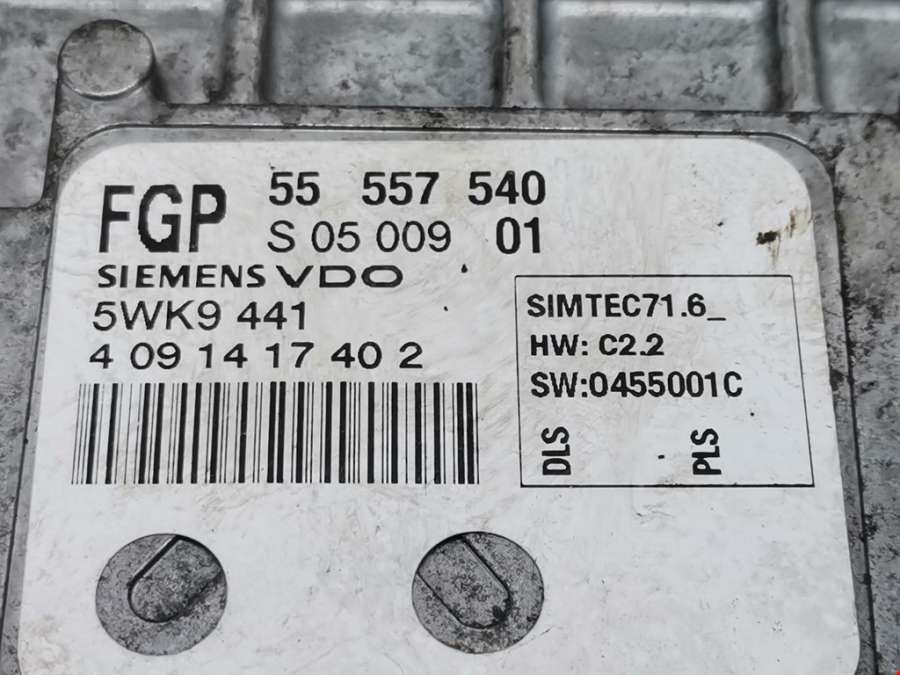 FGP 55 557 540
S 05 009 01
SIEMENS VDO
5WK9 441
4 09 14 17 40 2
SIMTEC71.6_
HW: C2.2
SW:0455001C
DLS PLS